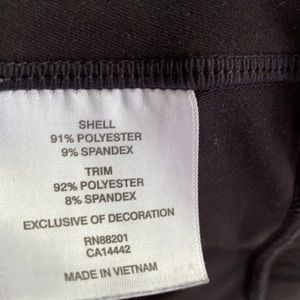 SHELL
91% POLYESTER
9% SPANDEX
TRIM
92% POLYESTER
8% SPANDEX
EXCLUSIVE OF DECORATION
RN88201
CA14442
MADE IN VIETNAM